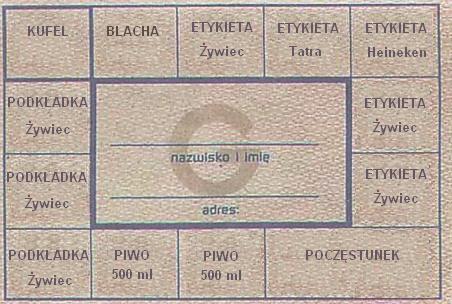 KUFEL
BLACHA
ETYKIETA
Żywiec
ETYKIETA
Tatra
ETYKIETA
Heineken
PODKŁADKA
Żywiec
G
nazwisko i imię
adres:
ETYKIETA
Żywiec
PODKŁADKA
Żywiec
ETYKIETA
Żywiec
PODKŁADKA
Żywiec
PIWO
500 ml
PIWO
500 ml
POCZĘSTUNEK